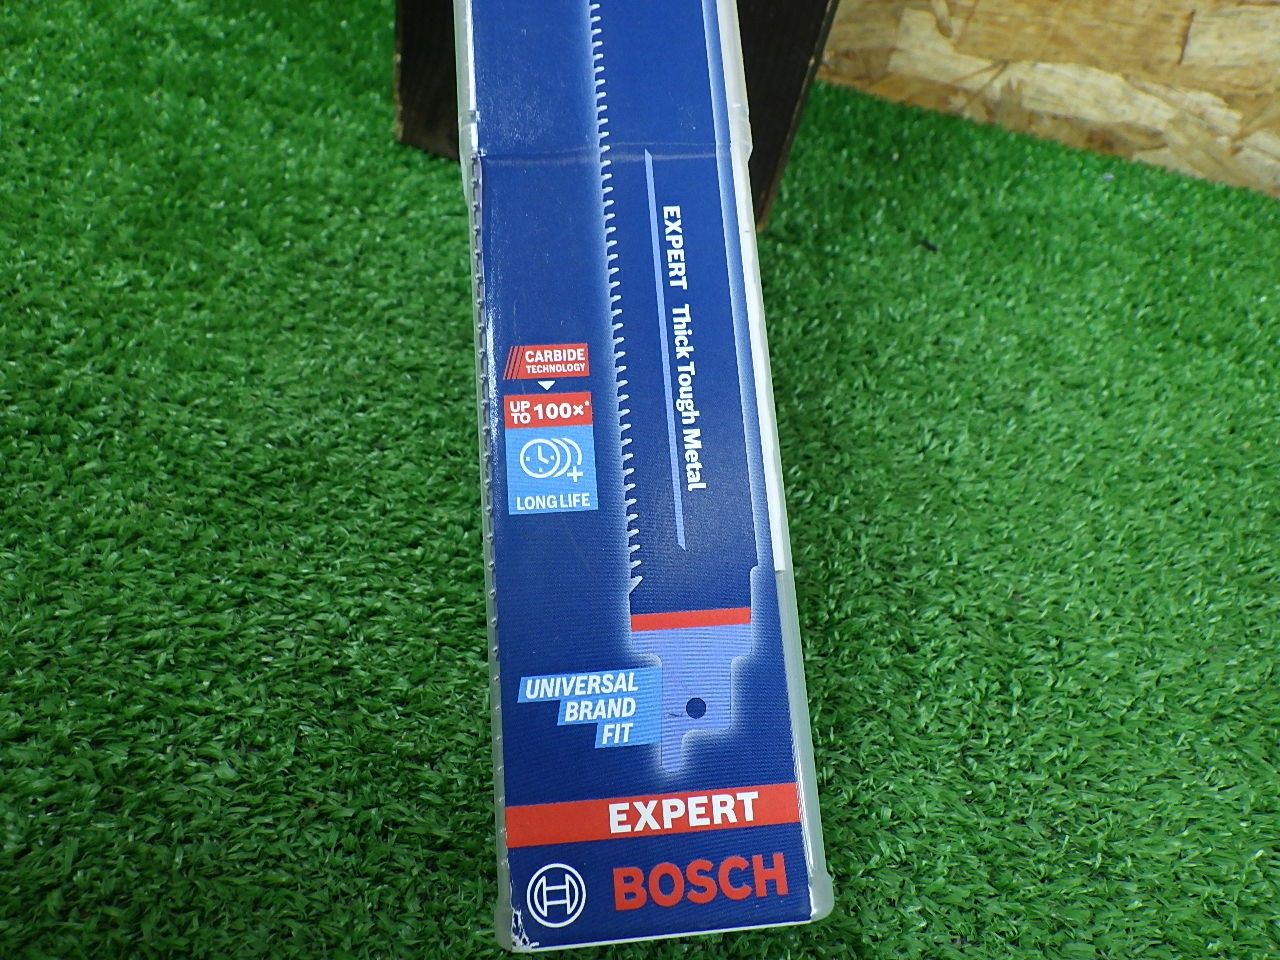 EXPERT Thick Tough Metal
CARBIDE
TECHNOLOGY
UP
TO 100×*
LONG LIFE
UNIVERSAL
BRAND
FIT
EXPERT
BOSCH